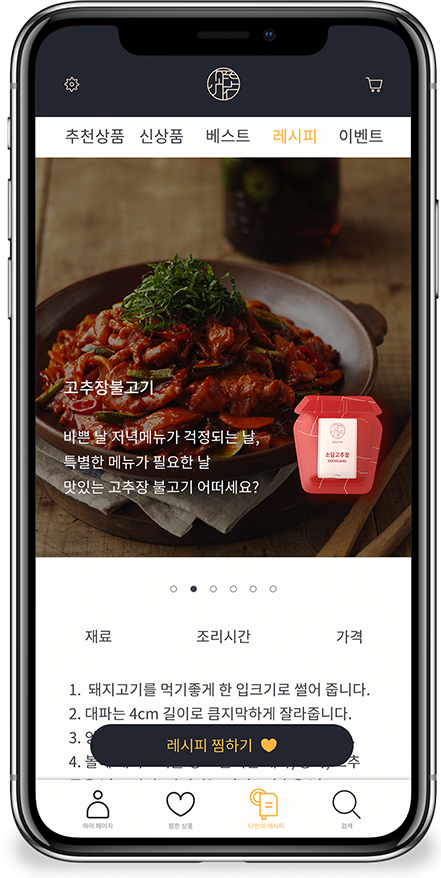 추천상품 신상품 베스트 레시피 이벤트
고추장불고기
바쁜 날 저녁메뉴가 걱정되는 날,
특별한 메뉴가 필요한 날
맛있는 고추장 불고기 어떠세요?
소담고추장
GOCHUJANG
재료 조리시간 가격
1. 돼지고기를 먹기좋게 한 입크기로 썰어 줍니다.
2. 대파는 4cm 길이로 큼지막하게 잘라줍니다.
3.
4.
레시피 찜하기
마이 페이지 찜한 상품 나만의 레시피 검색